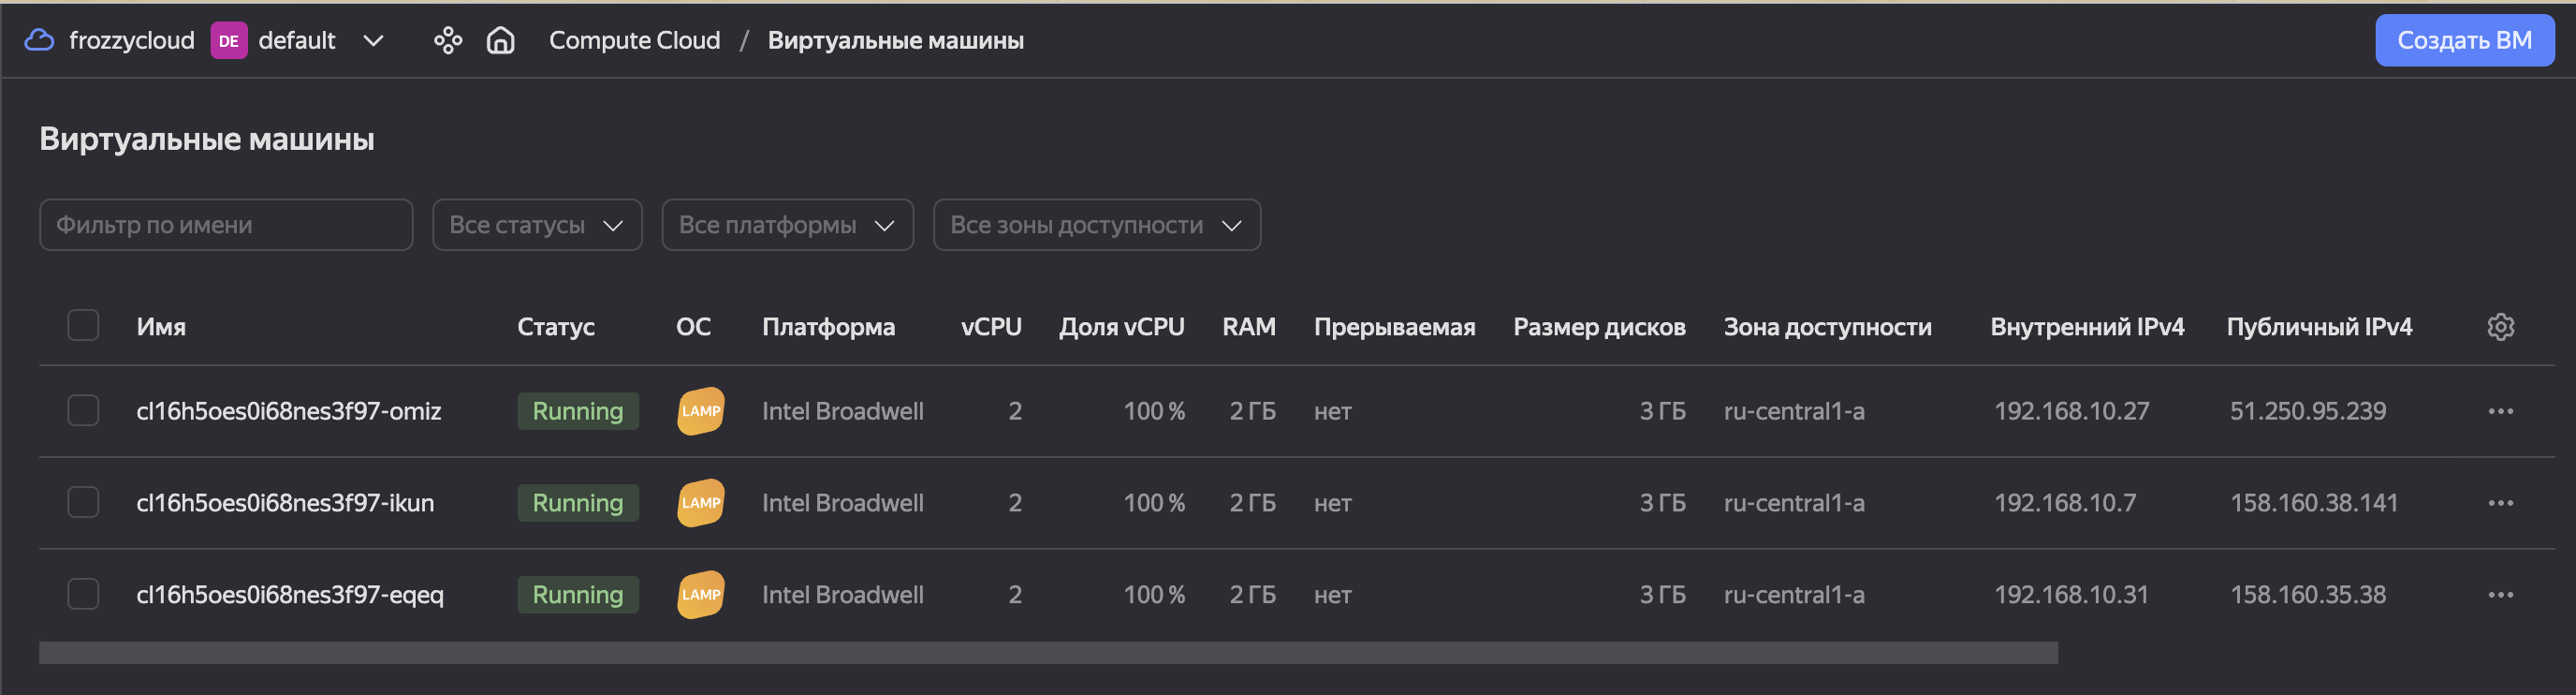 frozzycloud DE default Compute Cloud / Виртуальные машины Создать ВМ
Виртуальные машины
Фильтр по имени Все статусы Все платформы Все зоны доступности
Имя Статус ОС Платформа vCPU Доля vCPU RAM Прерываемая Размер дисков Зона доступности Внутренний IPv4 Публичный IPv4
cl16h5oes0i68nes3f97-omiz Running LAMP Intel Broadwell 2 100 % 2 ГБ нет 3 ГБ ru-central1-a 192.168.10.27 51.250.95.239
cl16h5oes0i68nes3f97-ikun Running LAMP Intel Broadwell 2 100 % 2 ГБ нет 3 ГБ ru-central1-a 192.168.10.7 158.160.38.141
cl16h5oes0i68nes3f97-eqeq Running LAMP Intel Broadwell 2 100 % 2 ГБ нет 3 ГБ ru-central1-a 192.168.10.31 158.160.35.38